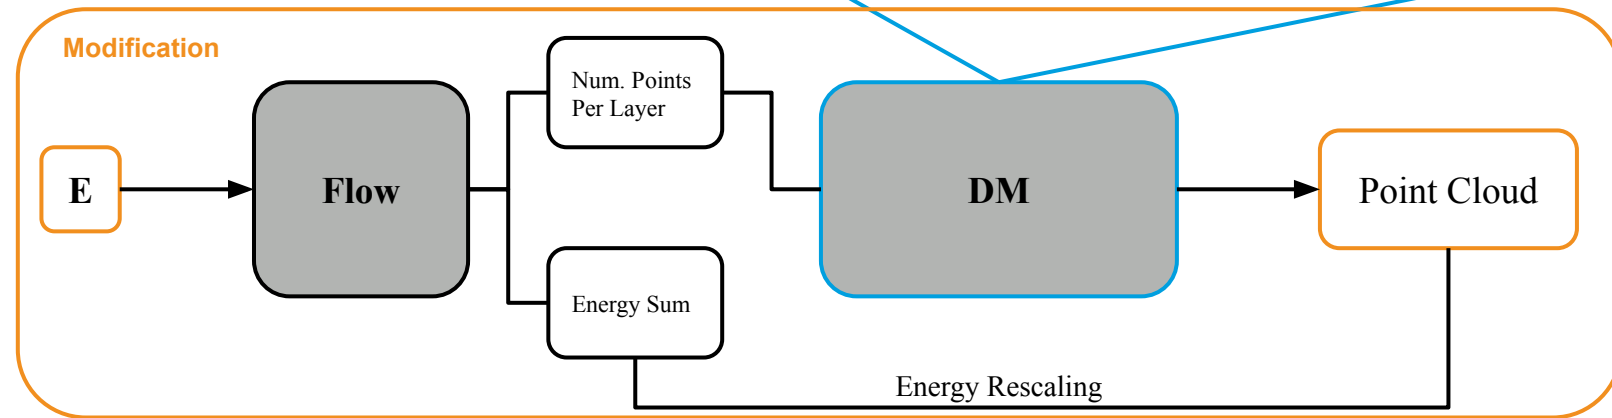 Modification
E
Flow
Num. Points
Per Layer
Energy Sum
DM
Point Cloud
Energy Rescaling